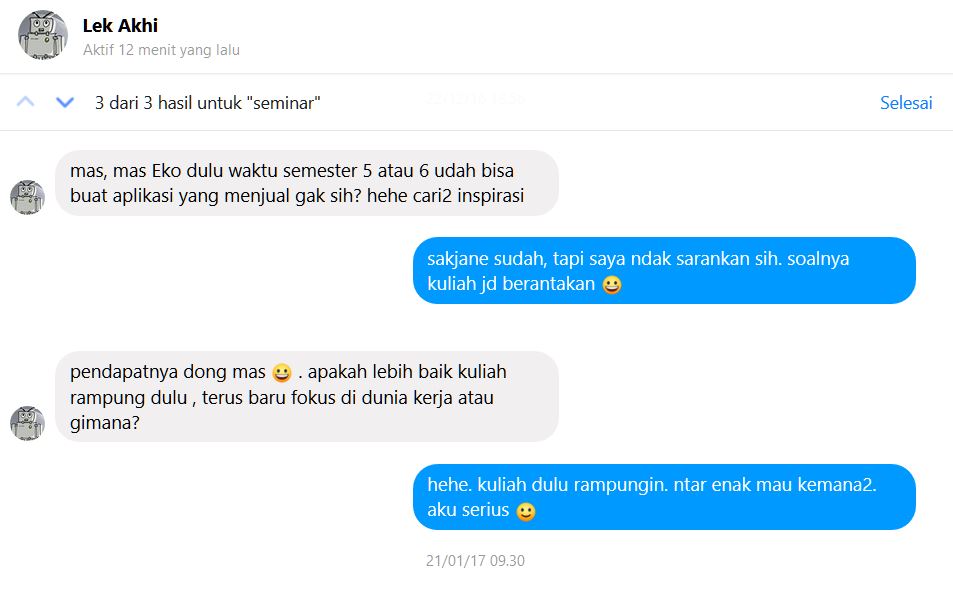 Lek Akhi
Aktif 12 menit yang lalu
3 dari 3 hasil untuk "seminar"
Selesai
mas, mas Eko dulu waktu semester 5 atau 6 udah bisa
buat aplikasi yang menjual gak sih? hehe cari2 inspirasi
sakjane sudah, tapi saya ndak sarankan sih. soalnya
kuliah jd berantakan 😀
pendapatnya dong mas 😀 . apakah lebih baik kuliah
rampung dulu , terus baru fokus di dunia kerja atau
gimana?
hehe. kuliah dulu rampungin. ntar enak mau kemana2.
aku serius 🙂
21/01/17 09.30